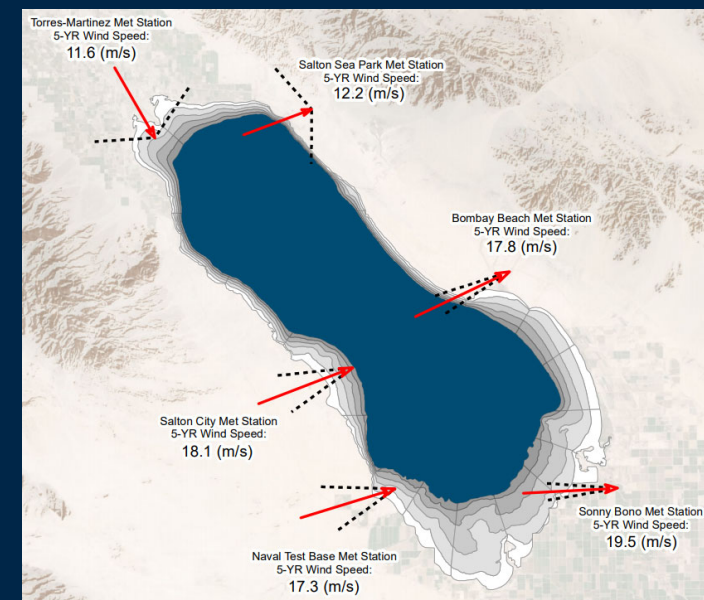 Torres-Martinez Met Station
5-YR Wind Speed:
11.6 (m/s)
Salton Sea Park Met Station
5-YR Wind Speed:
12.2 (m/s)
Bombay Beach Met Station
5-YR Wind Speed:
17.8 (m/s)
Salton City Met Station
5-YR Wind Speed:
18.1 (m/s)
Sonny Bono Met Station
5-YR Wind Speed:
19.5 (m/s)
Naval Test Base Met Station
5-YR Wind Speed:
17.3 (m/s)